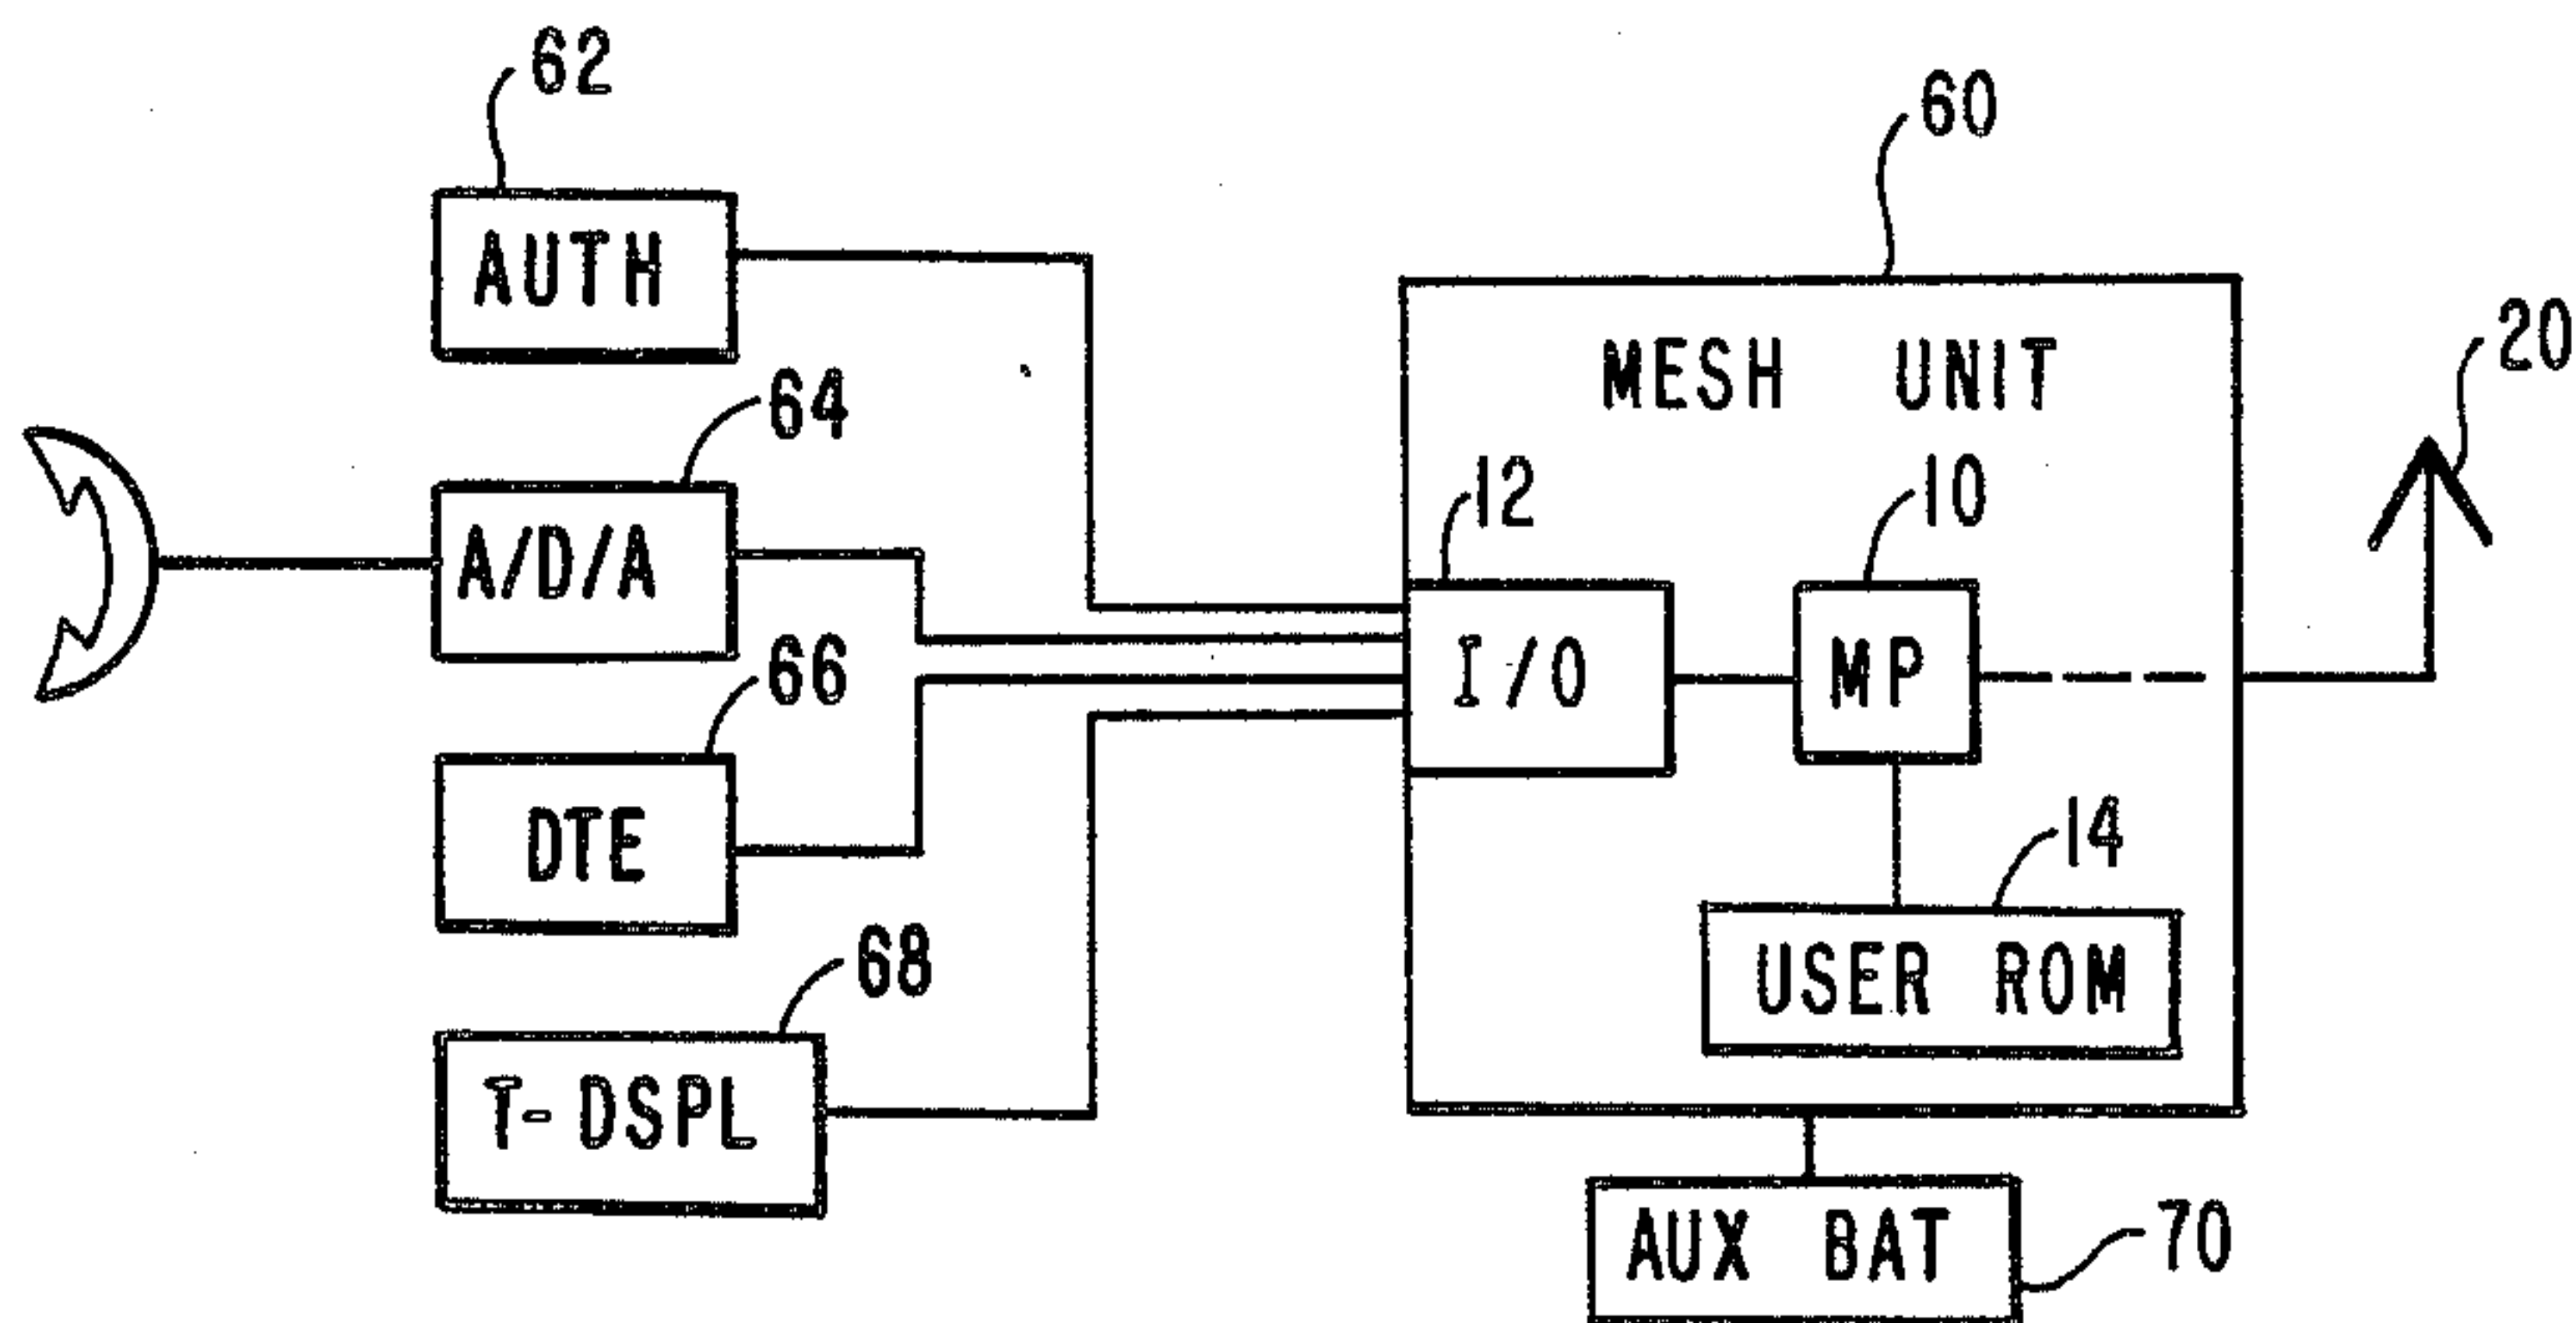 62
60
AUTH
20
MESH UNIT
64
12
10
A/D/A
66
I/O
MP
DTE
14
68
USER ROM
T-DSPL
AUX BAT
70